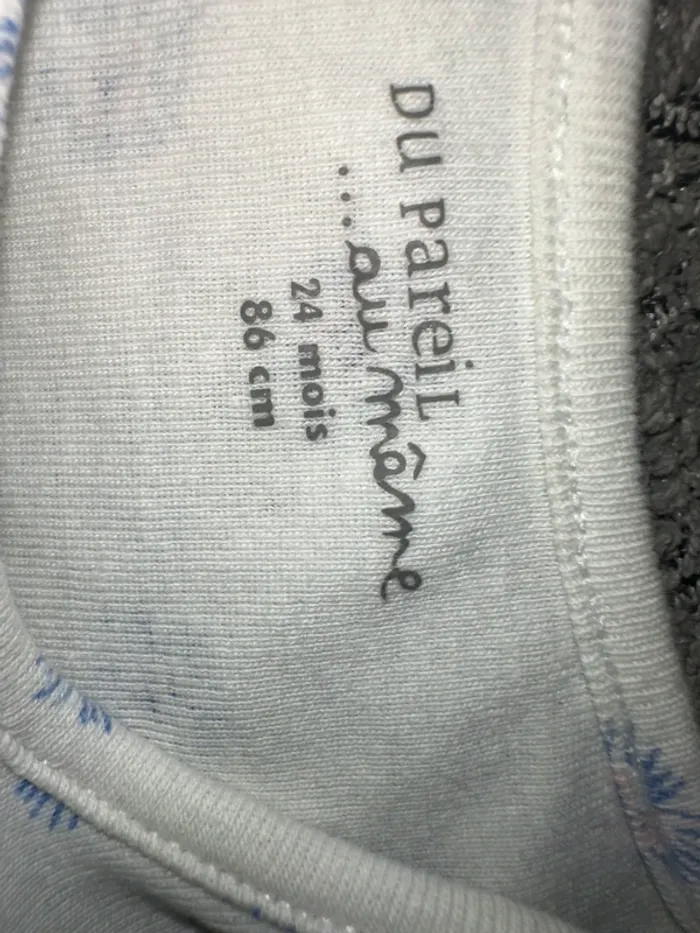 DU PareiL
....au même
24 mois
86 cm